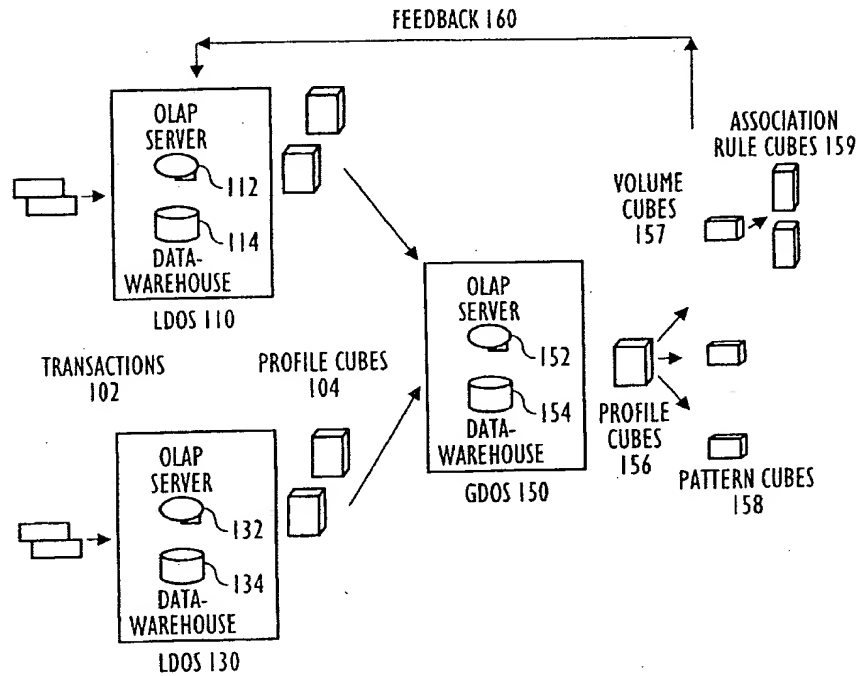 FEEDBACK 160
OLAP
SERVER
112
114
DATA-
WAREHOUSE
LDOS 110
ASSOCIATION
RULE CUBES 159
VOLUME
CUBES
157
TRANSACTIONS
102
PROFILE CUBES
104
OLAP
SERVER
152
154
DATA-
WAREHOUSE
GDOS 150
PROFILE
CUBES
156
PATTERN CUBES
158
OLAP
SERVER
132
134
DATA-
WAREHOUSE
LDOS 130